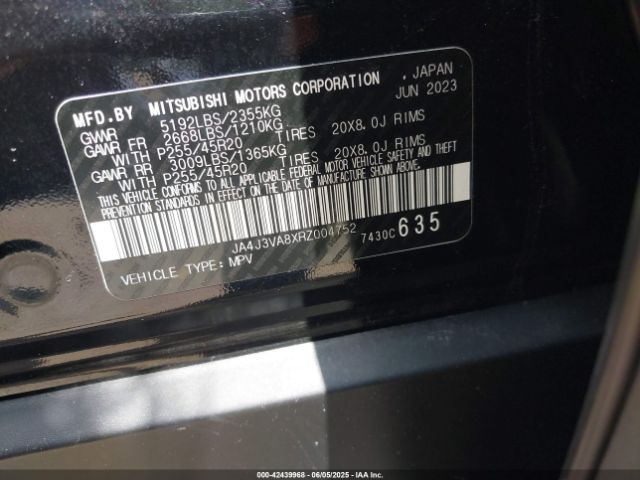 MFD.BY MITSUBISHI MOTORS CORPORATION . JAPAN
GVWR 5192LBS/2355KG JUN 2023
GAWR FR 2668LBS/1210KG
WITH P255/45R20 TIRES 20X8.0J RIMS
GAWR RR 3009LBS/1365KG
WITH P255/45R20 TIRES 20X8.0J RIMS
THIS VEHICLE CONFORMS TO ALL APPLICABLE FEDERAL MOTOR VEHICLE SAFETY AND THEFT
PREVENTION STANDARDS IN EFFECT ON THE DATE OF MANUFACTURE SHOWN ABOVE.
JA4J3VA8XRZ004752 7430C 635
VEHICLE TYPE: MPV
000-42439968 - 06/05/2025 - IAA Inc.